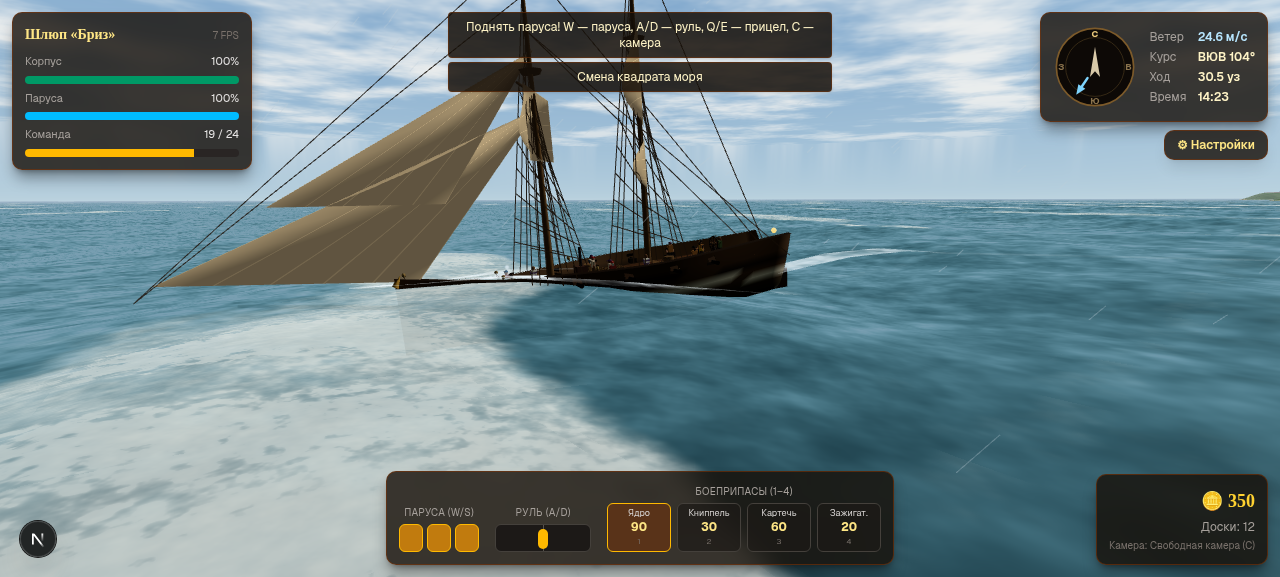 Шлюп «Бриз»
7 FPS
Корпус 100%
Паруса 100%
Команда 19 / 24
Поднять паруса! W — паруса, A/D — руль, Q/E — прицел, C —
камера
Смена квадрата моря
С
В
Ю
З
Ветер 24.6 м/с
Курс ВЮВ 104°
Ход 30.5 уз
Время 14:23
⚙ Настройки
ПАРУСА (W/S)
РУЛЬ (A/D)
БОЕПРИПАСЫ (1–4)
Ядро
90
1
Книппель
30
2
Картечь
60
3
Зажигат.
20
4
350
Доски: 12
Камера: Свободная камера (C)
N